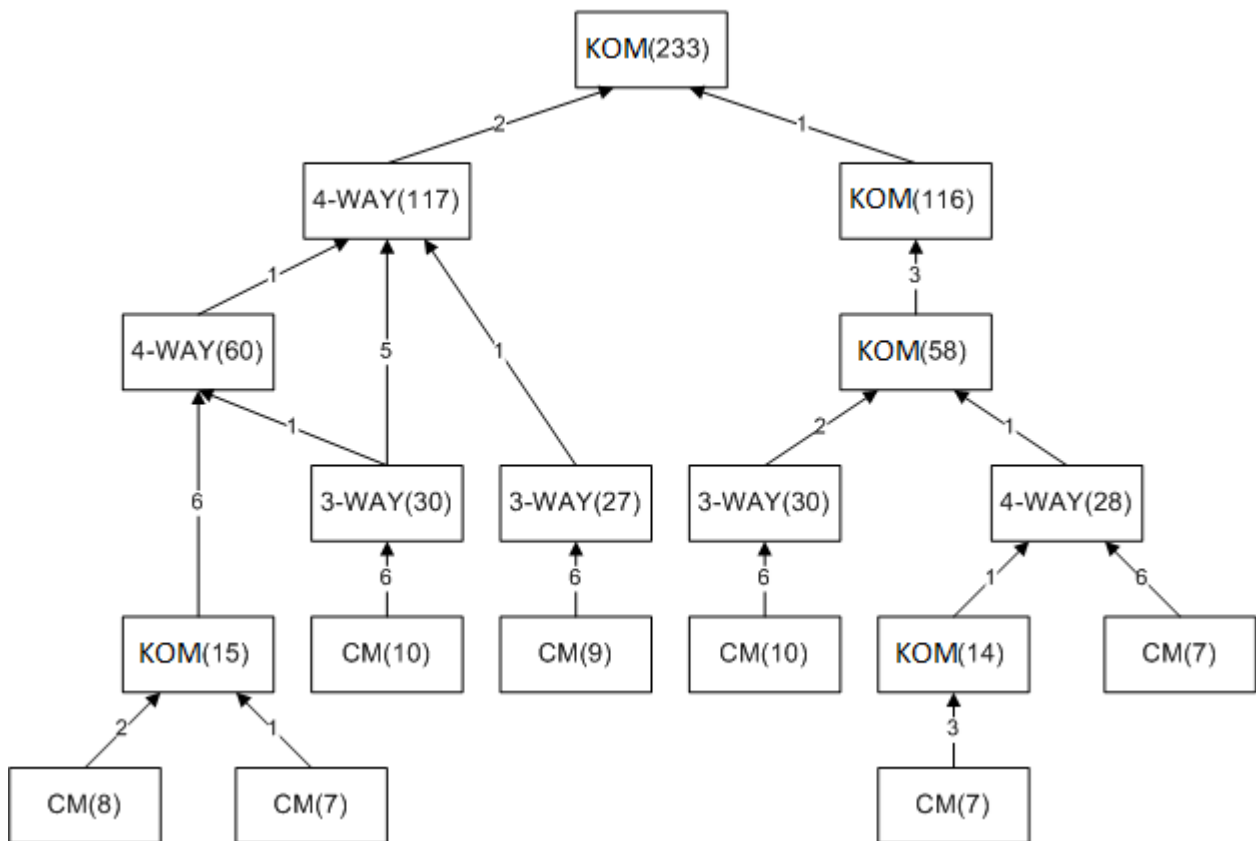 KOM(233)
2
1
4-WAY(117)
KOM(116)
1
5
1
3
4-WAY(60)
KOM(58)
6
1
2
1
3-WAY(30)
3-WAY(27)
3-WAY(30)
4-WAY(28)
6
6
6
1
6
KOM(15)
CM(10)
CM(9)
CM(10)
KOM(14)
CM(7)
2
1
3
CM(8)
CM(7)
CM(7)